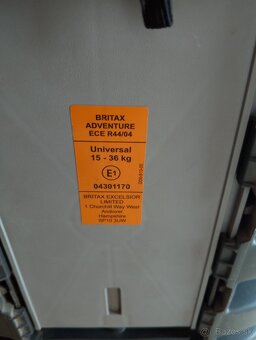 BRITAX
ADVENTURE
ECE R44/04
Universal
15 - 36 kg
E1
04301170
BRITAX EXCELSIOR
LIMITED
1 Churchill Way West
Andover
Hampshire
SP10 3UW